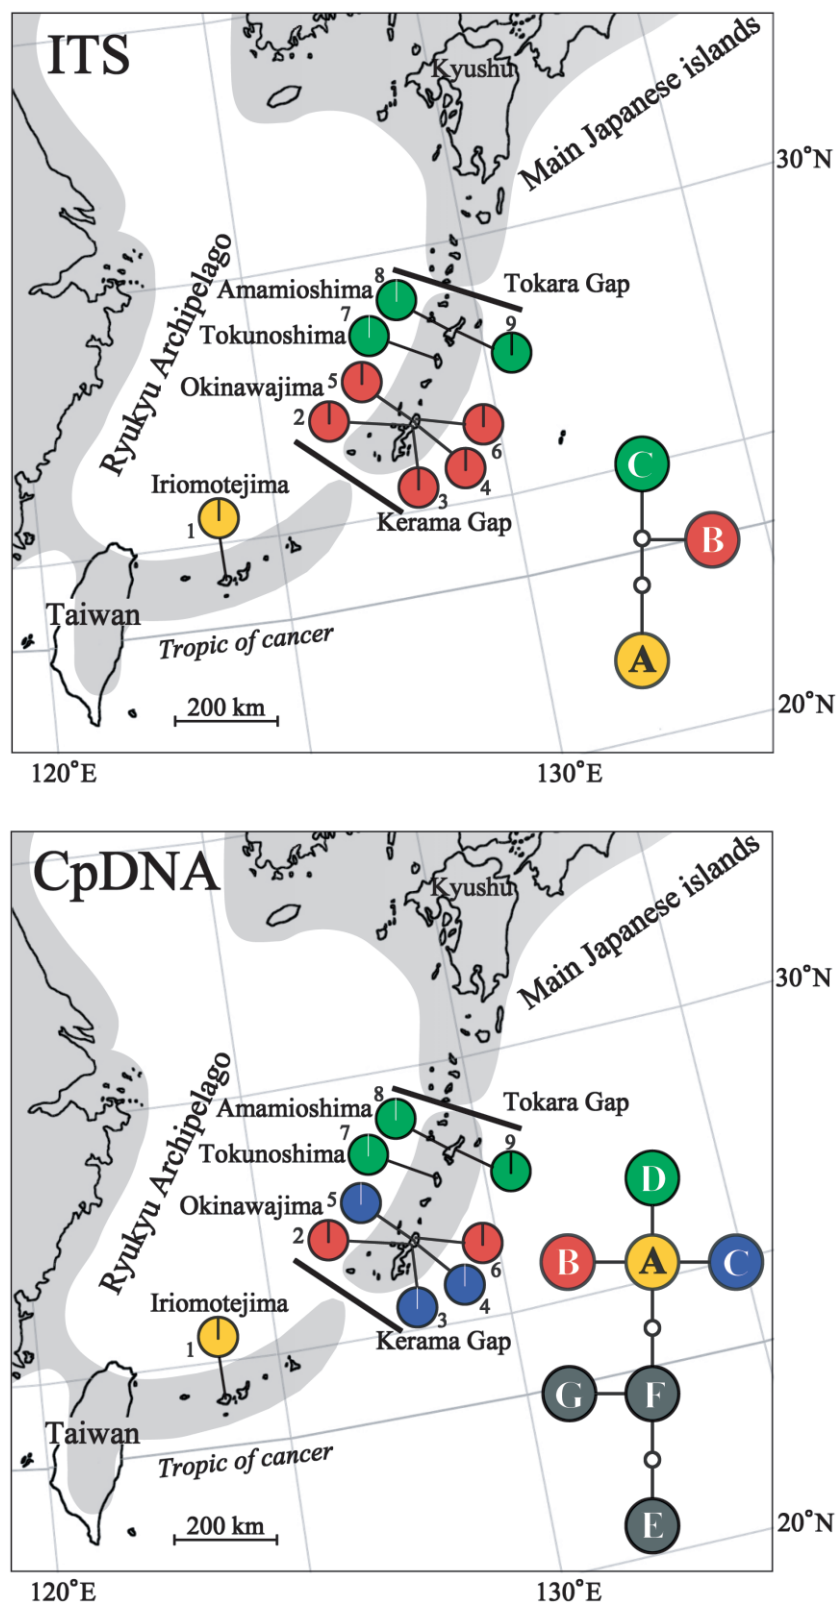 ITS
Kyushu
Main Japanese islands
30°N
Ryukyu Archipelago
8
Amamioshima
Tokara Gap
7
9
Tokunoshima
Okinawajima
5
2
6
4
3
Kerama Gap
Iriomotejima
1
C
B
A
Taiwan
Tropic of cancer
200 km
20°N
120°E
130°E
CpDNA
Kyushu
Main Japanese islands
30°N
Ryukyu Archipelago
8
Amamioshima
Tokara Gap
7
9
Tokunoshima
Okinawajima
5
2
6
4
3
Kerama Gap
Iriomotejima
1
D
B A C
G F
E
Taiwan
Tropic of cancer
200 km
20°N
120°E
130°E